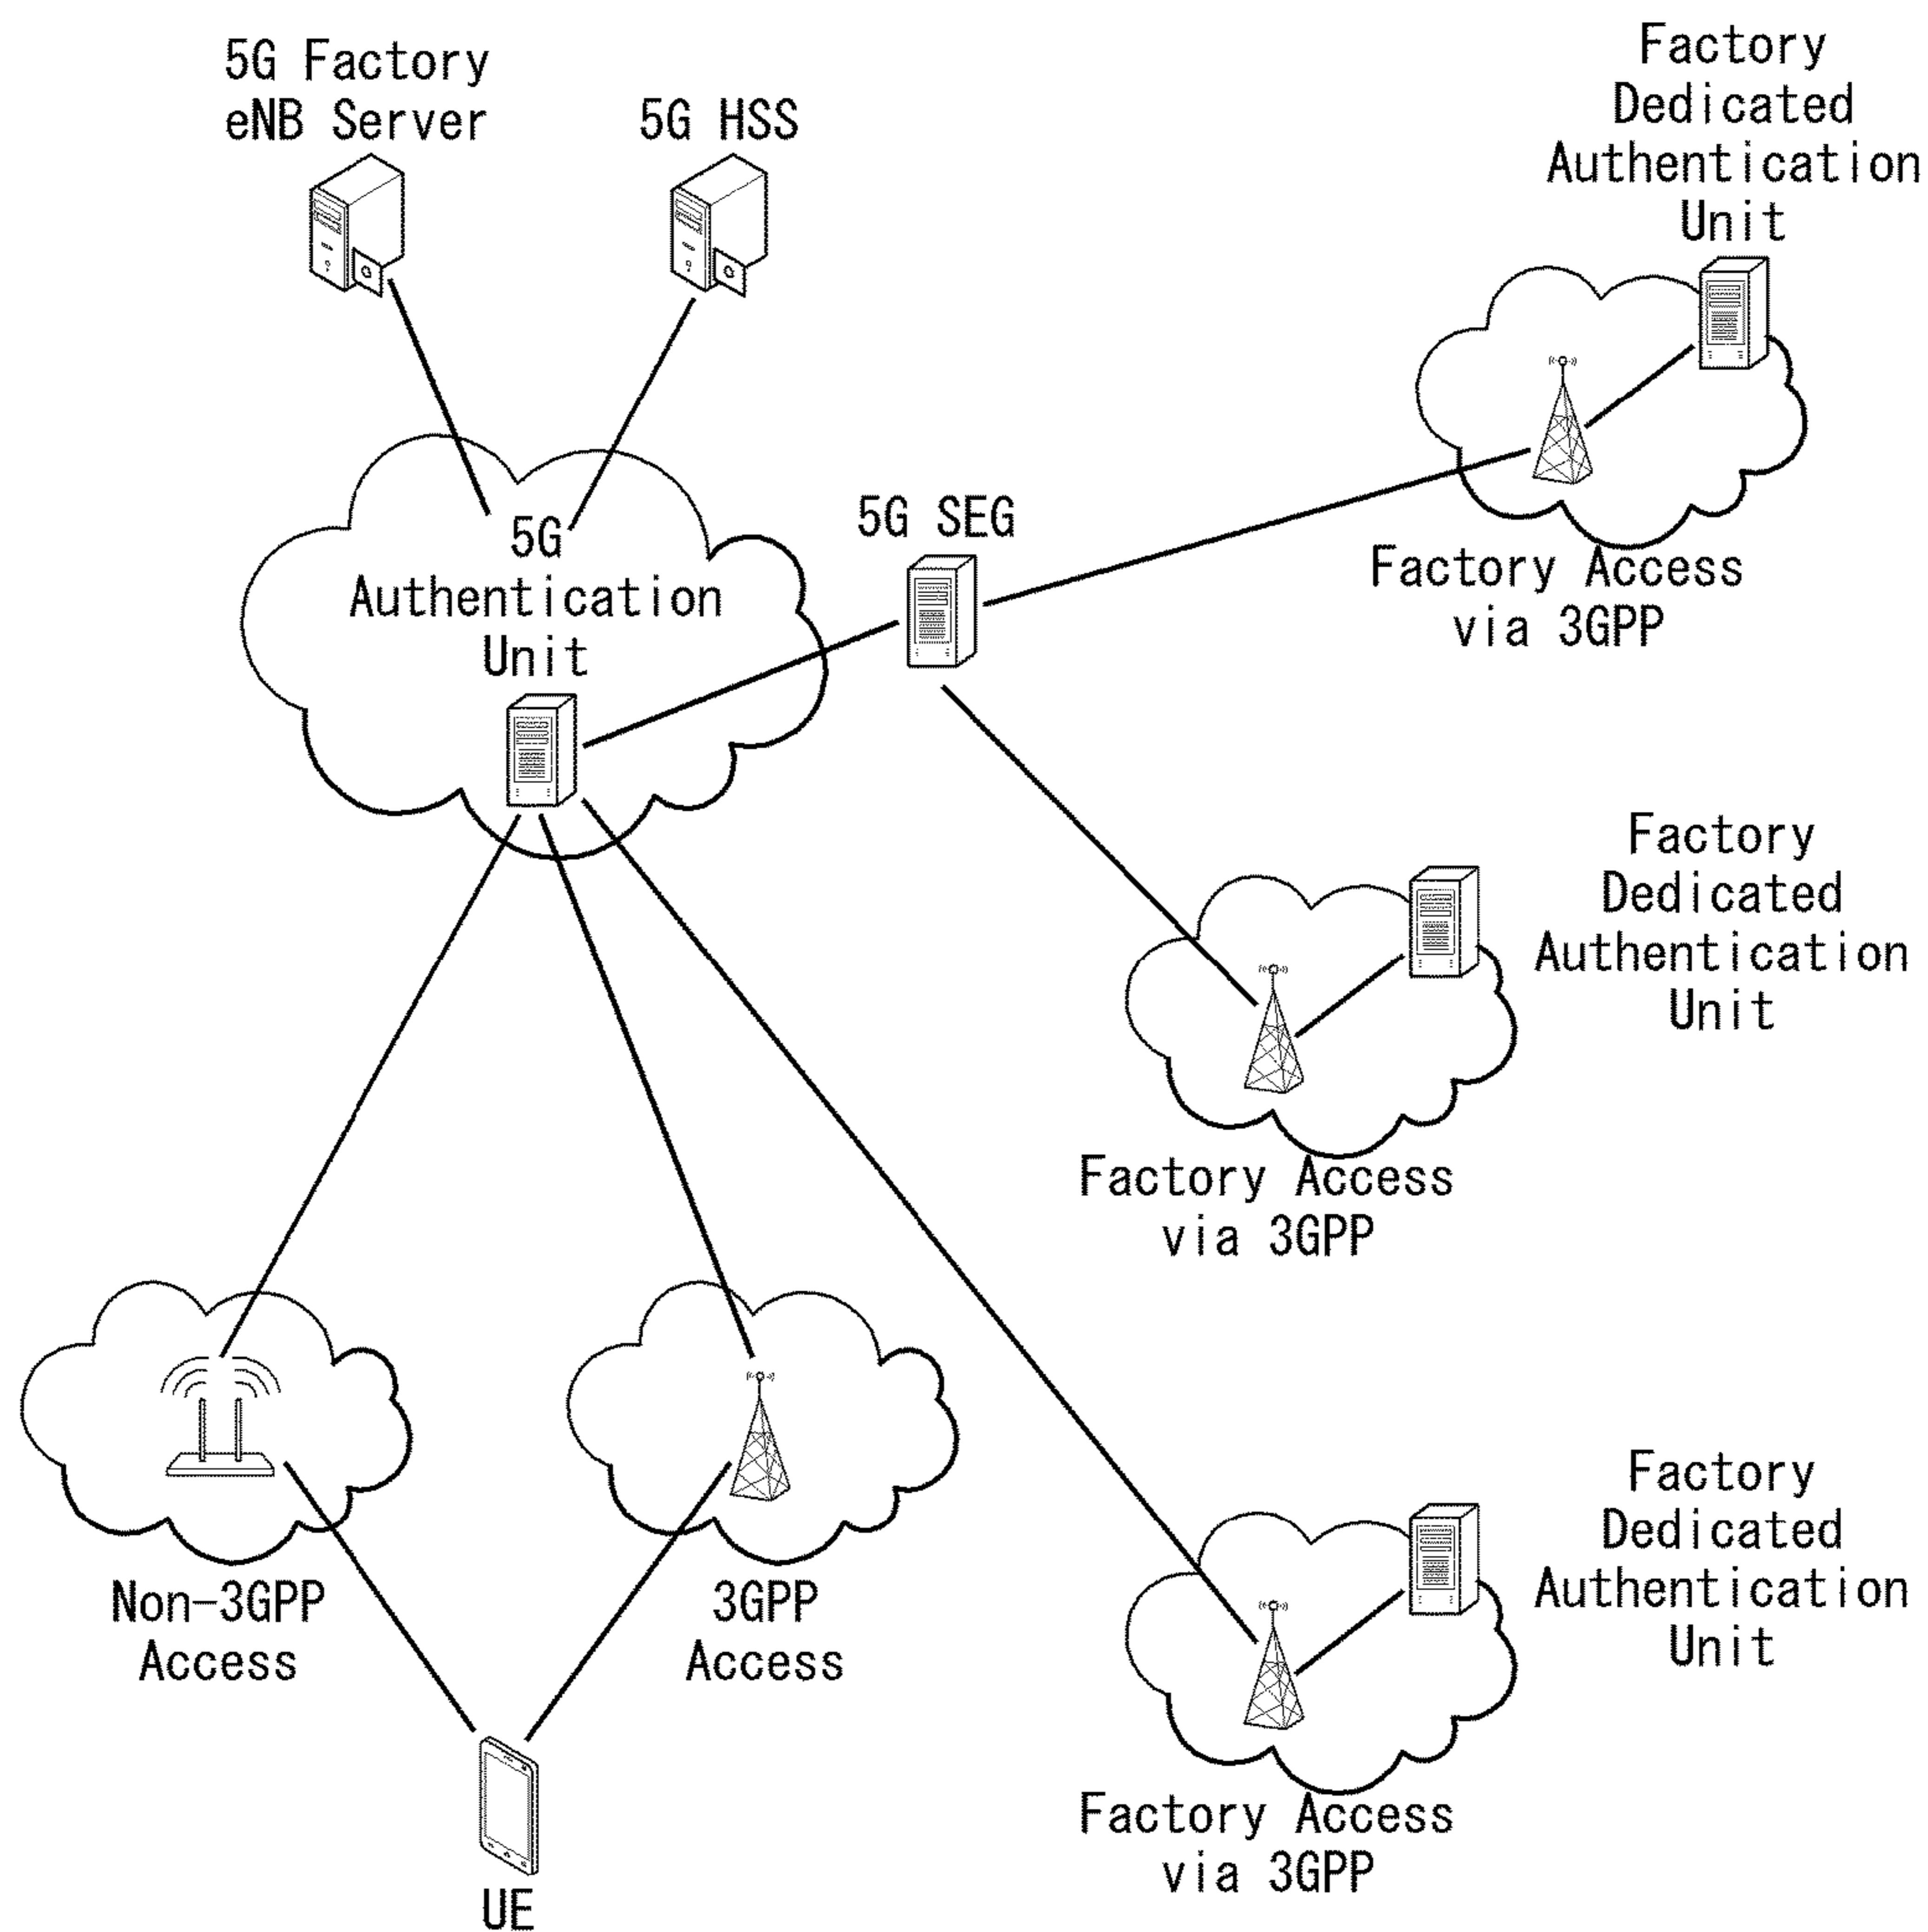 5G Factory
eNB Server
5G HSS
Factory
Dedicated
Authentication
Unit
5G
Authentication
Unit
5G SEG
Factory Access
via 3GPP
Factory
Dedicated
Authentication
Unit
Factory Access
via 3GPP
Non-3GPP
Access
3GPP
Access
Factory
Dedicated
Authentication
Unit
Factory Access
via 3GPP
UE